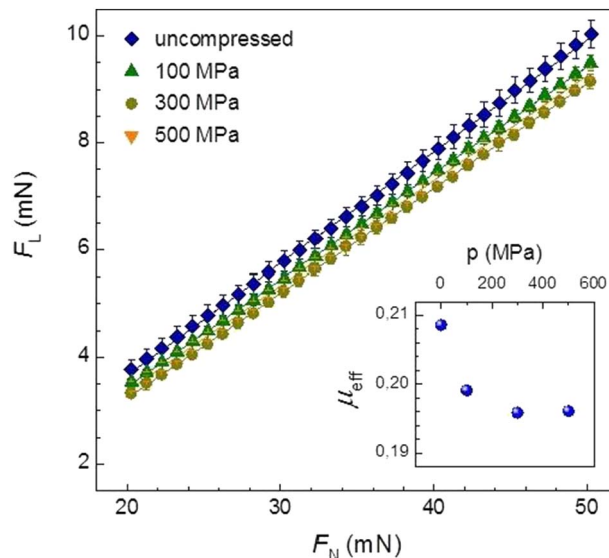 10
8
6
4
2
F_L (mN)
uncompressed
100 MPa
300 MPa
500 MPa
p (MPa)
0 200 400 600
0,21
0,20
0,19
μ_eff
20 30 40 50
F_N (mN)